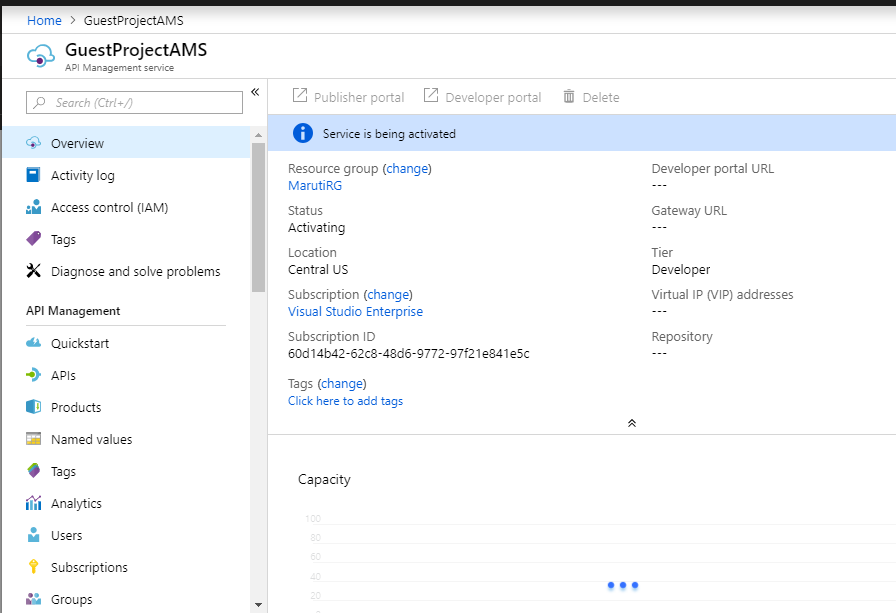 Home > GuestProjectAMS
GuestProjectAMS
API Management service
Search (Ctrl+/)
«
Overview
Activity log
Access control (IAM)
Tags
Diagnose and solve problems
API Management
Quickstart
APIs
Products
Named values
Tags
Analytics
Users
Subscriptions
Groups
Publisher portal
Developer portal
Delete
Service is being activated
Resource group (change)
MarutiRG
Status
Activating
Location
Central US
Subscription (change)
Visual Studio Enterprise
Subscription ID
60d14b42-62c8-48d6-9772-97f21e841e5c
Tags (change)
Click here to add tags
Developer portal URL
---
Gateway URL
---
Tier
Developer
Virtual IP (VIP) addresses
---
Repository
---
Capacity
100
80
60
40
20